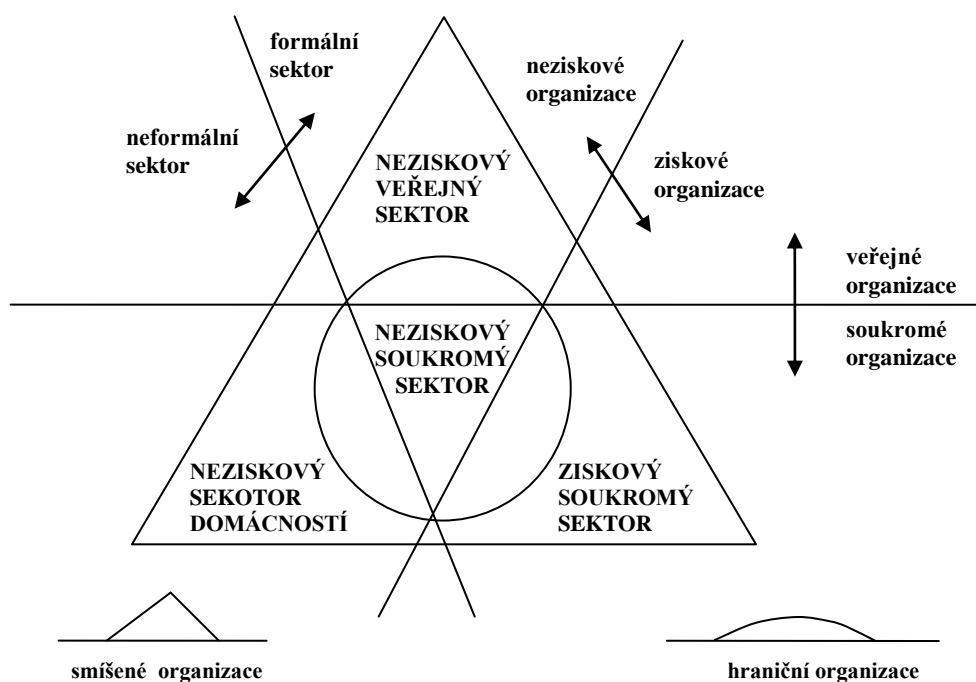 formální
sektor
neformální
sektor
neziskové
organizace
ziskové
organizace
NEZISKOVÝ
VEŘEJNÝ
SEKTOR
veřejné
organizace
soukromé
organizace
NEZISKOVÝ
SOUKROMÝ
SEKTOR
NEZISKOVÝ
SEKOTOR
DOMÁCNOSTÍ
ZISKOVÝ
SOUKROMÝ
SEKTOR
smíšené organizace
hraniční organizace